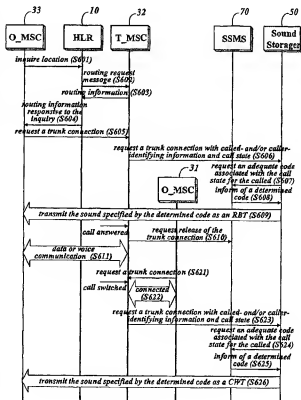 33
10
32
70
50
O_MSC
HLR
T_MSC
SSMS
Sound
Storager
inquire location (S601)
routing request
message (S602)
routing information (S603)
routing information
responsive to the
inquiry (S604)
request a trunk connection (S605)
request a trunk connection with called- and/or caller-
identifying information and call state (S606)
request an adequate code
associated with the call
state for the called (S607)
31
O_MSC
inform of a determined
code (S608)
transmit the sound specified by the determined code as an RBT (S609)
call answered
request release of the
trunk connection (S610)
data or voice
communication (S611)
request a trunk connection (S621)
call switched
connected
(S622)
request a trunk connection with called- and/or caller-
identifying information and call state (S623)
request an adequate code
associated with the call
state for the called (S624)
inform of a determined
code (S625)
transmit the sound specified by the determined code as a CWT (S626)